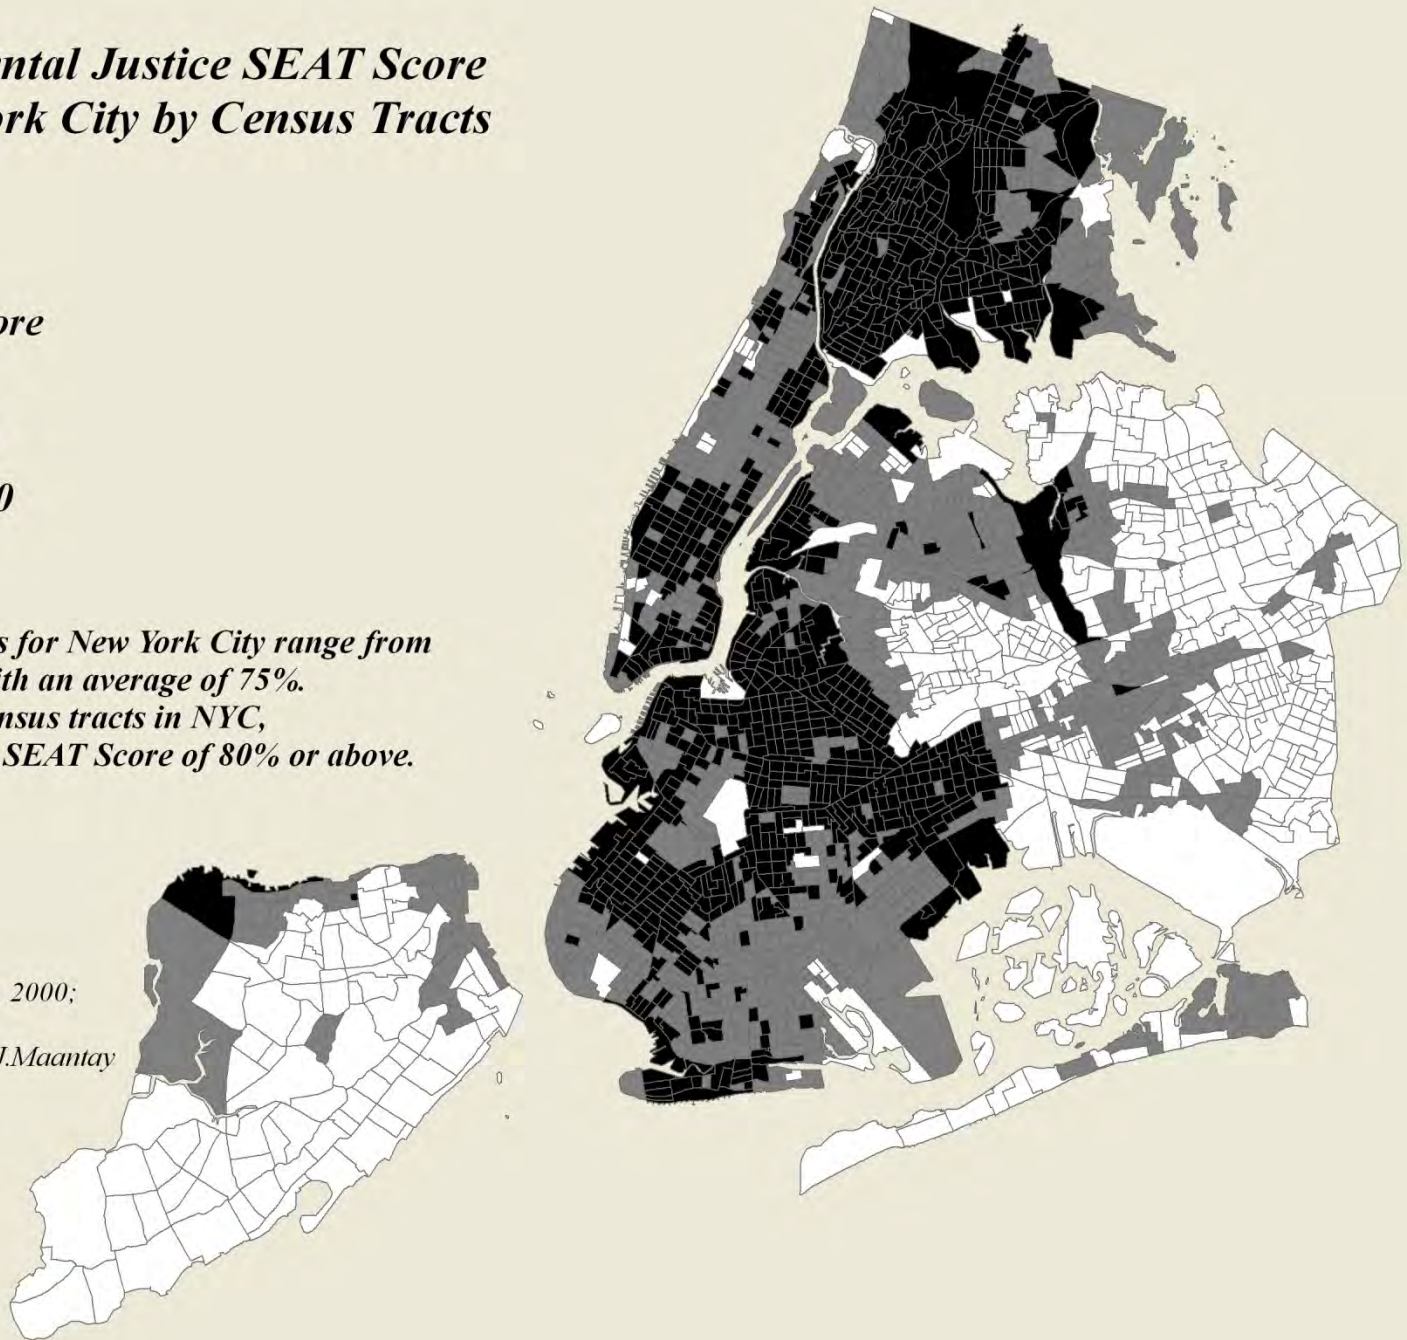 ntal Justice SEAT Score
ork City by Census Tracts
ore
0
s for New York City range from
ith an average of 75%.
nsus tracts in NYC,
SEAT Score of 80% or above.
2000;
J.Maantay